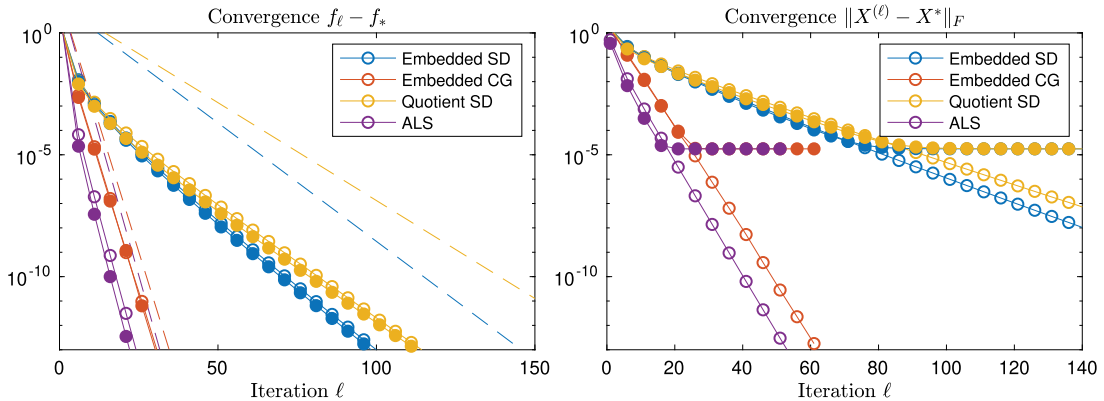 Convergence $f_\ell - f_*$
10^0
10^{-5}
10^{-10}
0
50
100
150
Iteration ℓ
Embedded SD
Embedded CG
Quotient SD
ALS
Convergence $\|X^{(\ell)} - X^*\|_F$
10^0
10^{-5}
10^{-10}
0
20
40
60
80
100
120
140
Iteration ℓ
Embedded SD
Embedded CG
Quotient SD
ALS